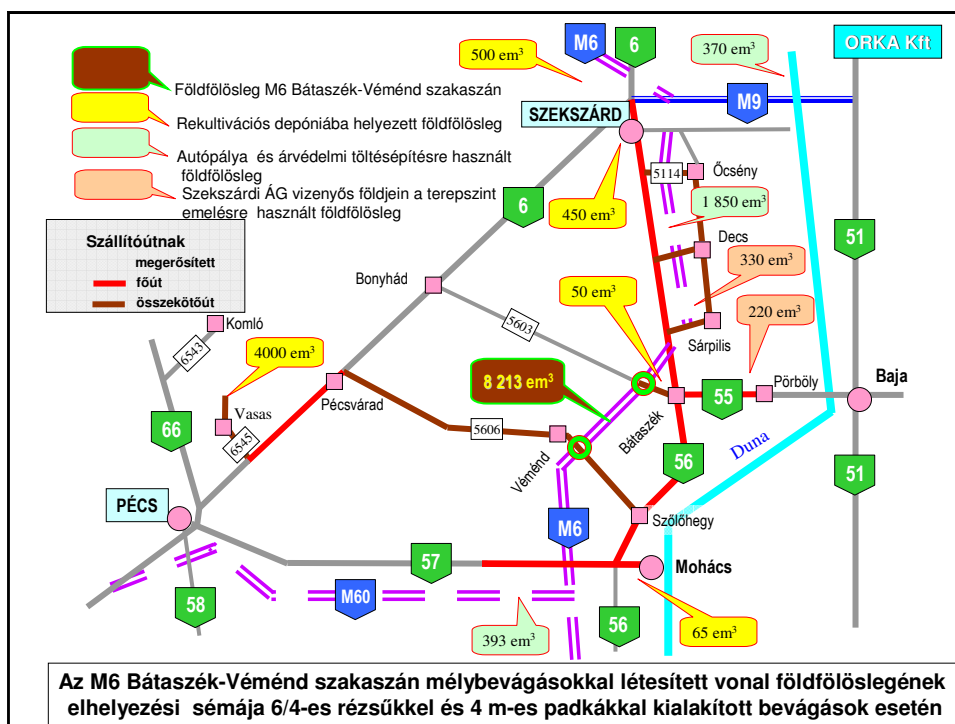 500 em³
M6
6
370 em³
ORKA Kft
Földfölösleg M6 Bátaszék-Véménd szakaszán
Rekultivációs depóniába helyezett földfölösleg
Autópálya és árvédelmi töltésépítésre használt
földfölösleg
Szekszárdi ÁG vizenyős földjein a terepszint
emelésre használt földfölösleg
SZEKSZÁRD
M9
5114
Őcsény
6
450 em³
1 850 em³
51
Szállítóútnak
megerősített
főút
összekötőút
Decs
Bonyhád
330 em³
50 em³
220 em³
5603
Sárpilis
Komló
6543
4000 em³
8 213 em³
Pörböly
Baja
Pécsvárad
55
Vasas
6545
66
5606
Bátaszék
Véménd
56
Duna
51
PÉCS
M6
Szőlőhegy
57
Mohács
58
M60
56
393 em³
65 em³
Az M6 Bátaszék-Véménd szakaszán mélybevágásokkal létesített vonal földfölöslegének
elhelyezési sémája 6/4-es rézsűkkel és 4 m-es padkákkal kialakított bevágások esetén